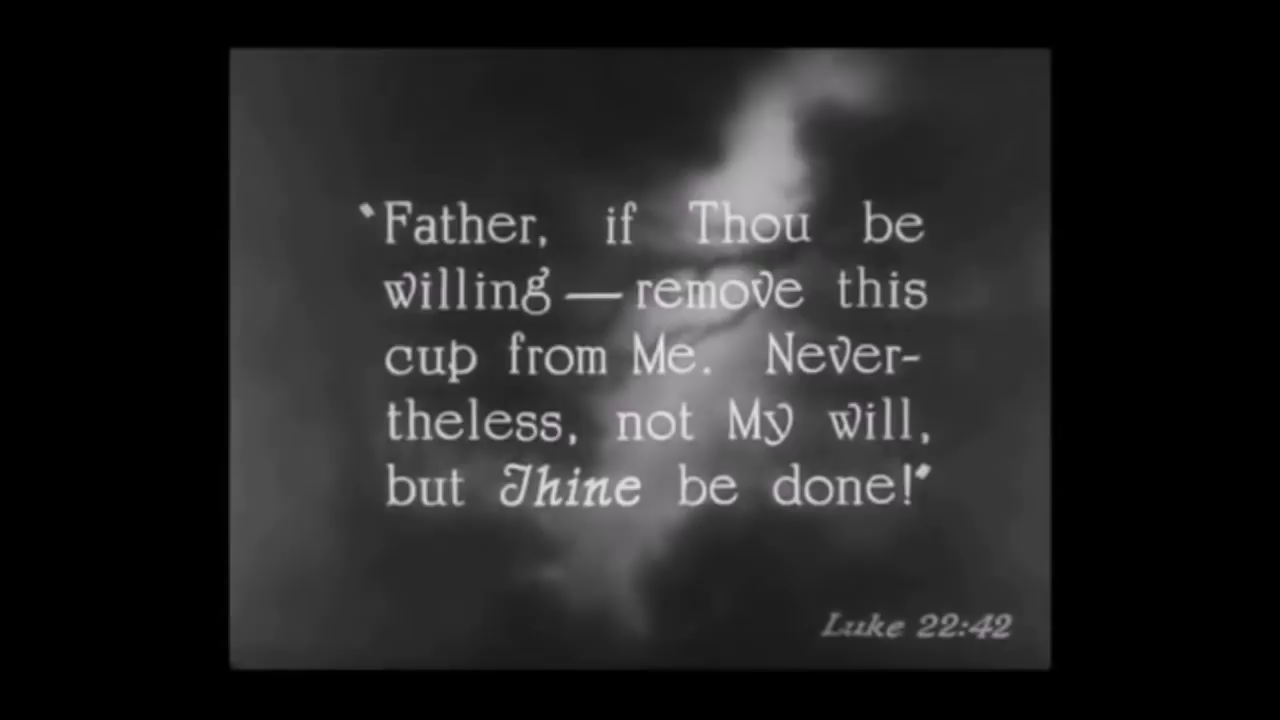 "Father, if Thou be
willing — remove this
cup from Me. Never-
theless, not My will,
but Thine be done!"
Luke 22:42